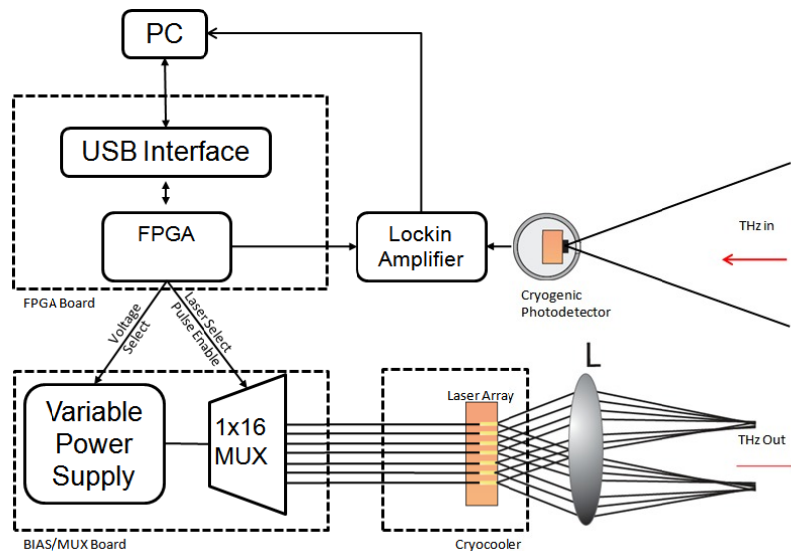 PC
USB Interface
FPGA
Lockin
Amplifier
THz in
Cryogenic
Photodetector
FPGA Board
Voltage
Select
Laser Select
Pulse Enable
L
Variable
Power
Supply
1x16
MUX
Laser Array
THz Out
BIAS/MUX Board
Cryocooler